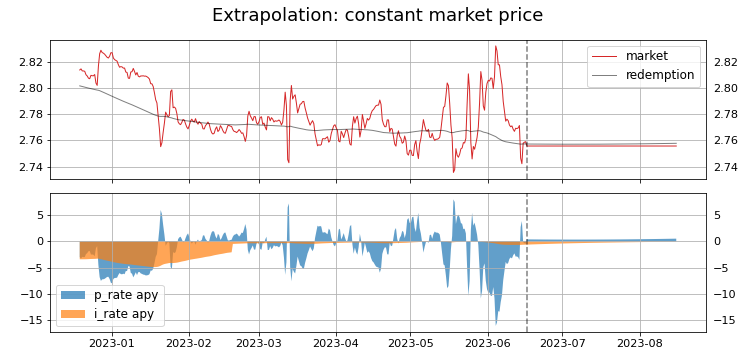 Extrapolation: constant market price
2.82 2.82
2.80 2.80
2.78 2.78
2.76 2.76
2.74 2.74
market
redemption
5 5
0 0
−5 −5
−10 −10
−15 −15
p_rate apy
i_rate apy
2023-01 2023-02 2023-03 2023-04 2023-05 2023-06 2023-07 2023-08